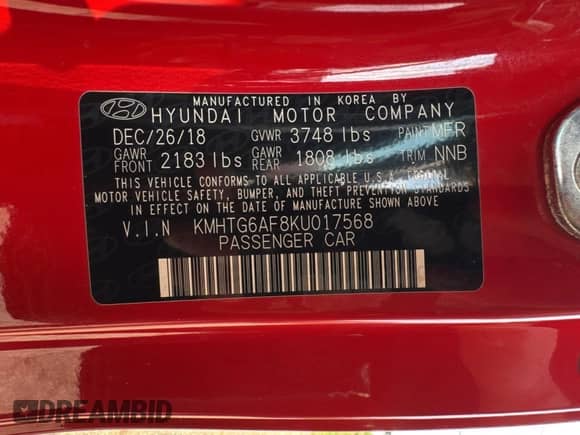 MANUFACTURED IN KOREA BY
HYUNDAI MOTOR COMPANY
DEC/26/18 GVWR 3748 lbs PAINT MFR
GAWR FRONT 2183 lbs GAWR REAR 1808 lbs TRIM NNB
THIS VEHICLE CONFORMS TO ALL APPLICABLE U.S.A. FEDERAL
MOTOR VEHICLE SAFETY, BUMPER, AND THEFT PREVENTION STANDARDS
IN EFFECT ON THE DATE OF MANUFACTURE SHOWN ABOVE
V.I.N KMHTG6AF8KU017568
PASSENGER CAR
DREAMBID